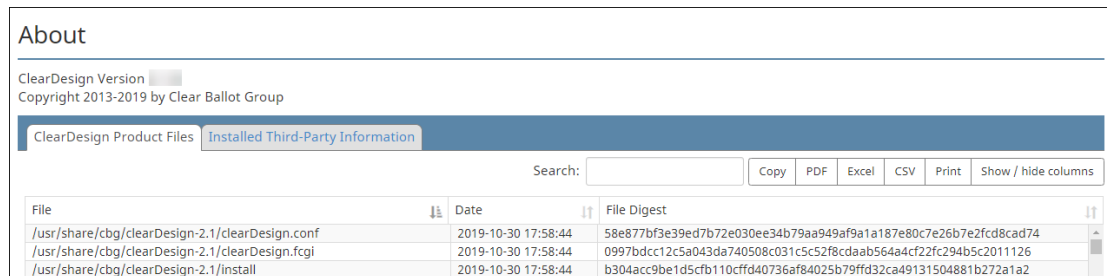 About
ClearDesign Version
Copyright 2013-2019 by Clear Ballot Group
ClearDesign Product Files Installed Third-Party Information
Search: Copy PDF Excel CSV Print Show / hide columns
File Date File Digest
/usr/share/cbg/clearDesign-2.1/clearDesign.conf 2019-10-30 17:58:44 58e877bf3e39ed7b72e030ee34b79aa949af9a1a187e80c7e26b7e2fcd8cad74
/usr/share/cbg/clearDesign-2.1/clearDesign.fcgi 2019-10-30 17:58:44 0997bdcc12c5a043da740508c031c5c52f8cdaab564a4cf22fc294b5c2011126
/usr/share/cbg/clearDesign-2.1/install 2019-10-30 17:58:44 b304acc9be1d5cfb110cffd40736af84025b79ffd32ca49131504881b272a1a2